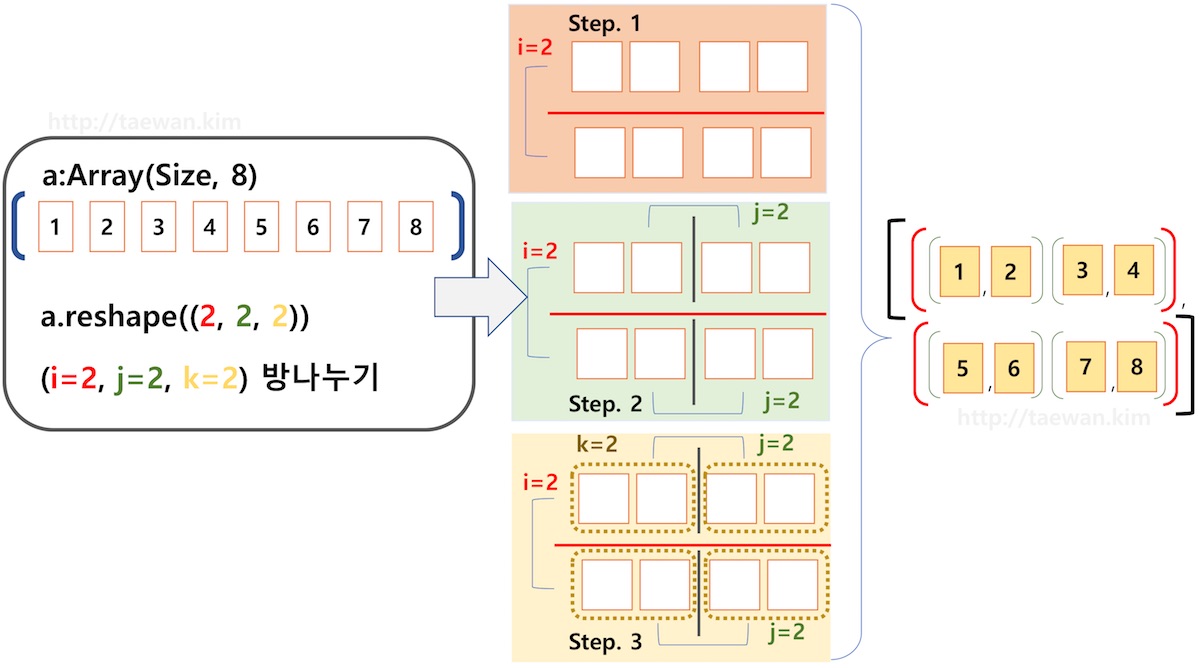 http://taewan.kim
a:Array(Size, 8)
1 2 3 4 5 6 7 8
a.reshape((2, 2, 2))
(i=2, j=2, k=2) 방나누기
Step. 1
i=2
j=2
i=2
Step. 2
j=2
k=2
j=2
i=2
Step. 3
j=2
1 , 2 3 , 4 ,
5 , 6 7 , 8
http://taewan.kim